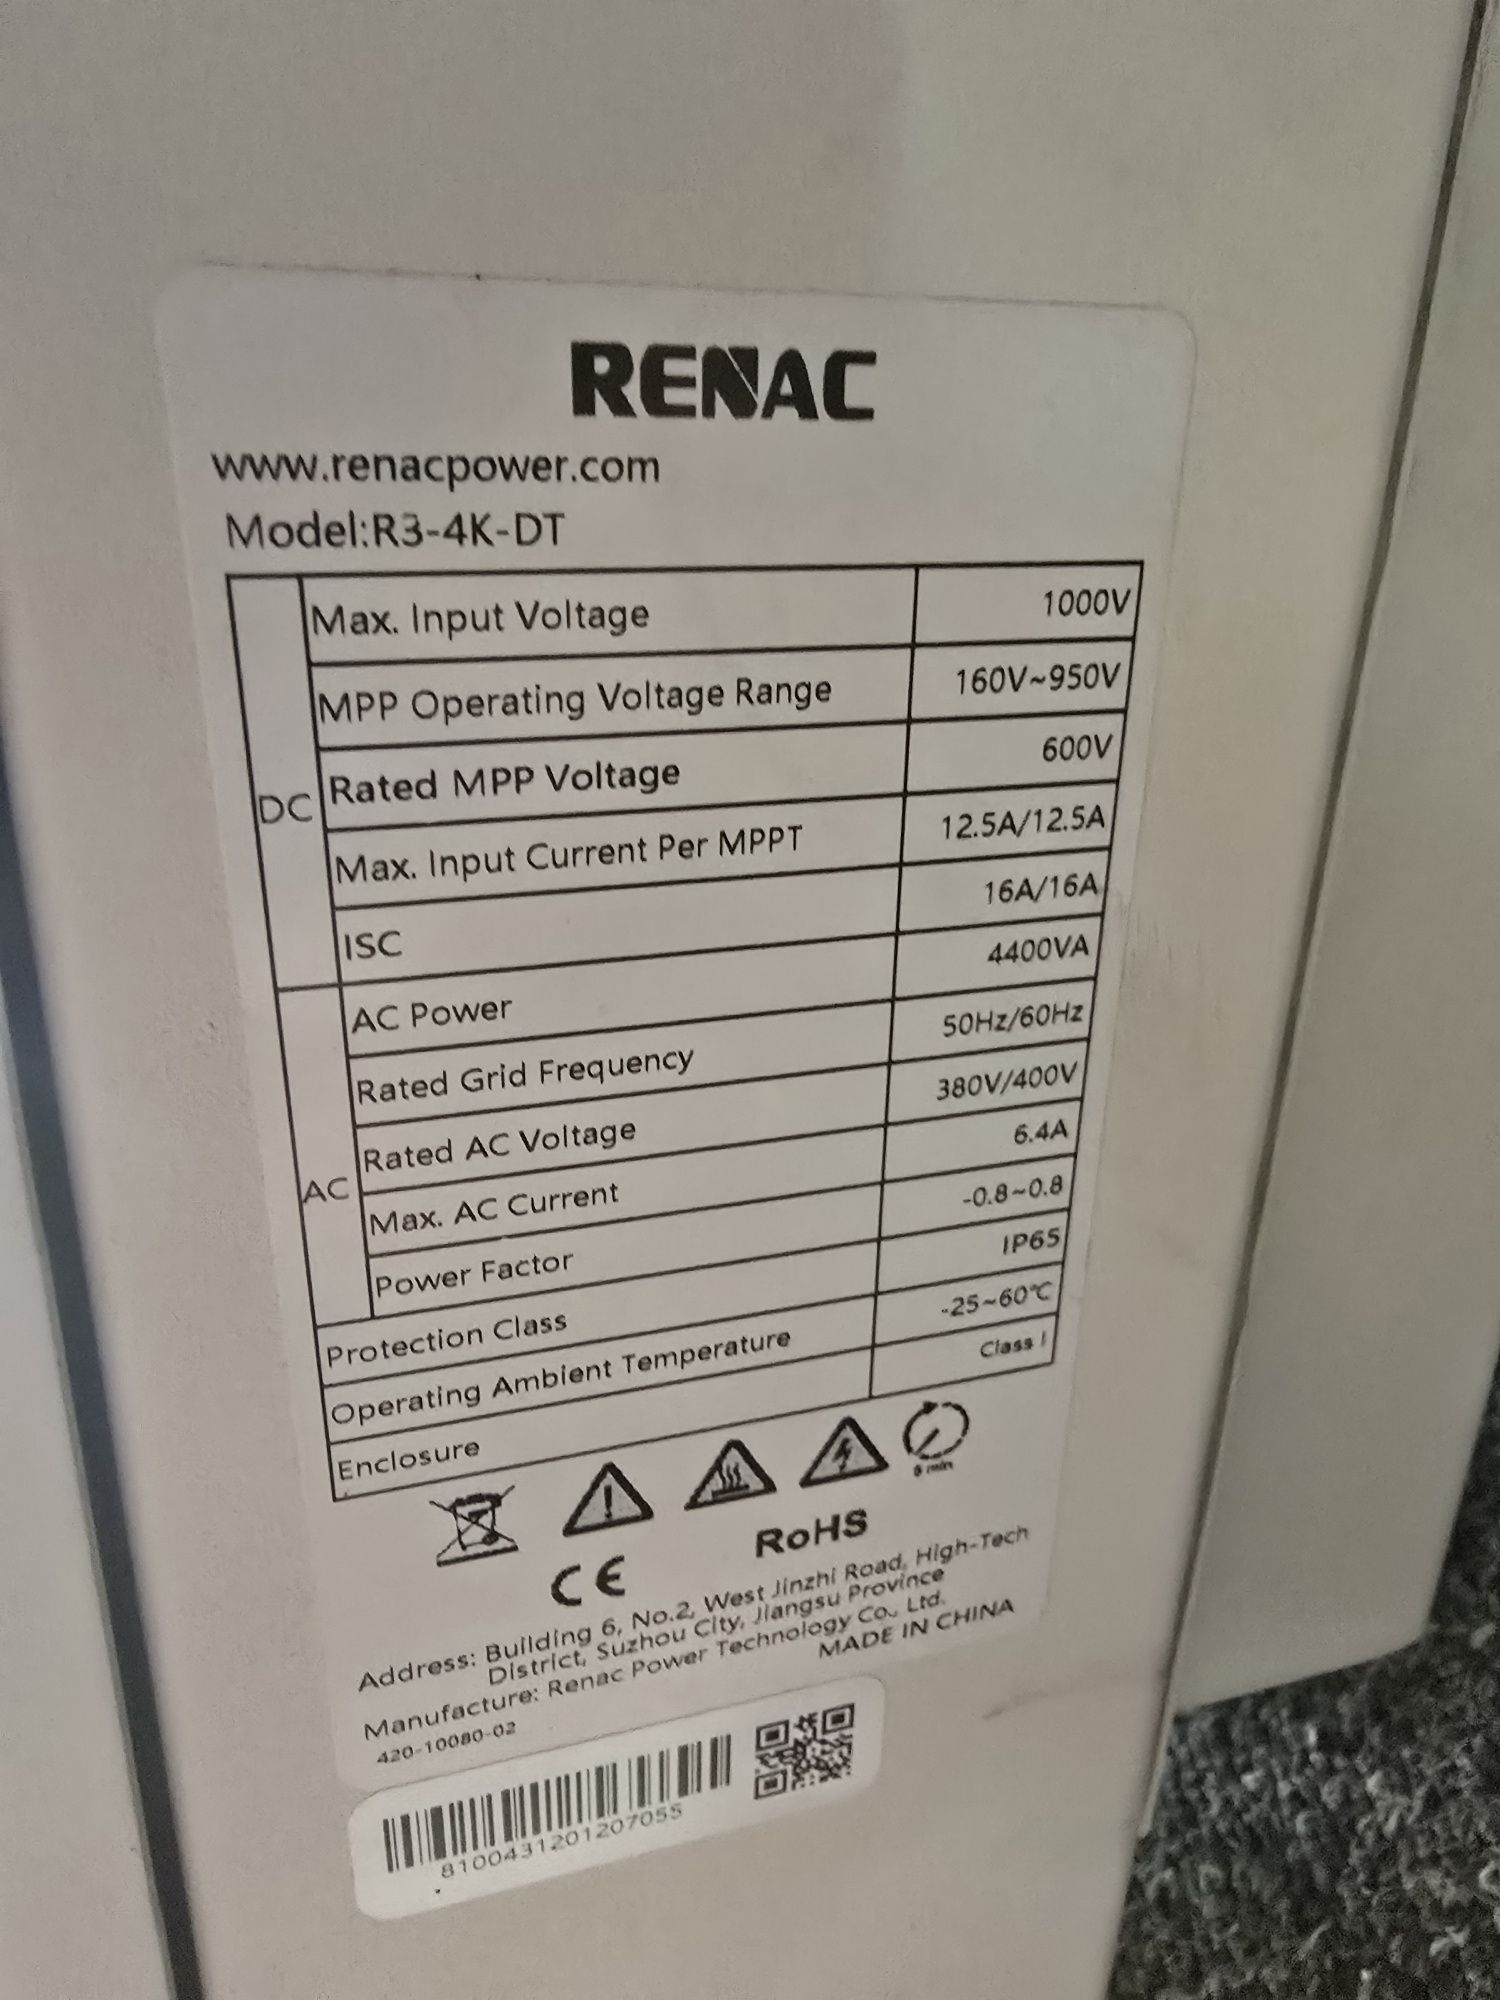 RENAC
www.renacpower.com
Model:R3-4K-DT
DC
Max. Input Voltage 1000V
MPP Operating Voltage Range 160V~950V
Rated MPP Voltage 600V
Max. Input Current Per MPPT 12.5A/12.5A
ISC 16A/16A
AC
AC Power 4400VA
Rated Grid Frequency 50Hz/60Hz
Rated AC Voltage 380V/400V
Max. AC Current 6.4A
Power Factor -0.8~0.8
Protection Class IP65
Operating Ambient Temperature -25~60℃
Enclosure Class I
5 min
CE RoHS
Address: Building 6, No.2, West Jinzhi Road, High-Tech
District, Suzhou City, Jiangsu Province
Manufacture: Renac Power Technology Co., Ltd.
420-10080-02 MADE IN CHINA
8100431201207055